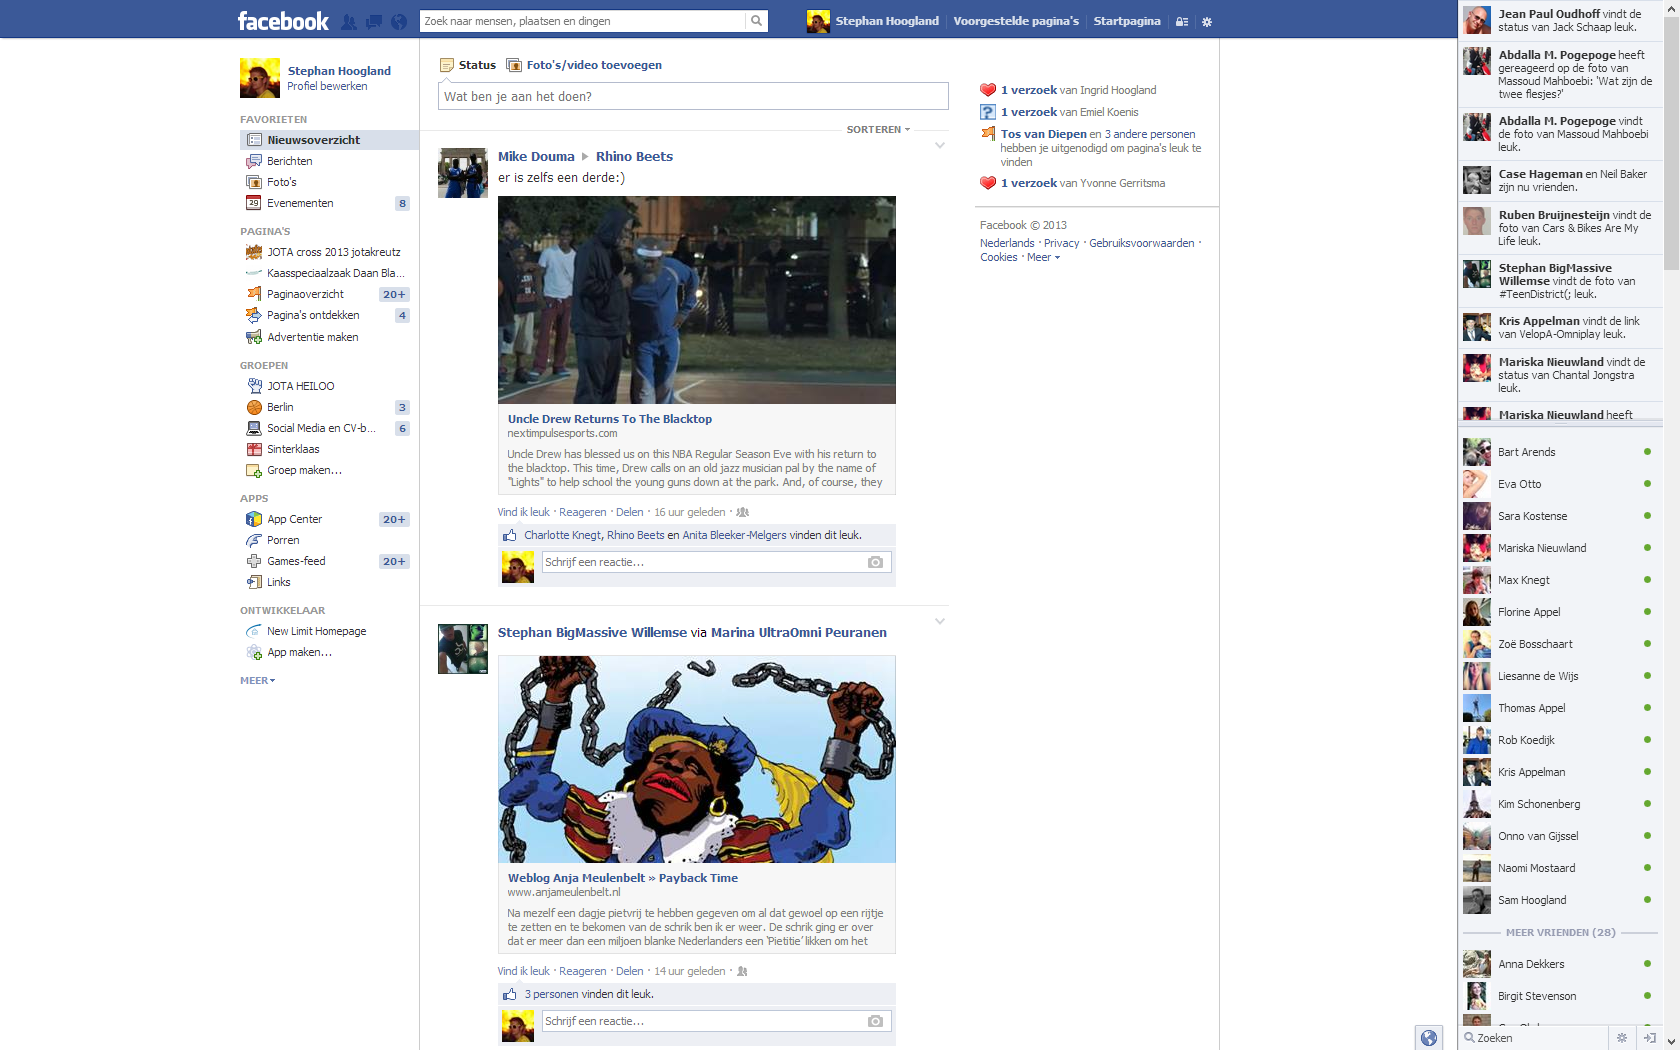 facebook
Zoek naar mensen, plaatsen en dingen
Stephan Hoogland
Voorgestelde pagina's
Startpagina
Stephan Hoogland
Profiel bewerken
FAVORIETEN
Nieuwsoverzicht
Berichten
Foto's
29 Evenementen 8
PAGINA'S
JOTA cross 2013 jotakreutz
Kaasspeciaalzaak Daan Bla...
Paginaoverzicht 20+
Pagina's ontdekken 4
Advertentie maken
GROEPEN
JOTA HEILOO
Berlin 3
Social Media en CV-b... 6
Sinterklaas
Groep maken...
APPS
App Center 20+
Porren
Games-feed 20+
Links
ONTWIKKELAAR
New Limit Homepage
App maken...
MEER
Status
Foto's/video toevoegen
Wat ben je aan het doen?
SORTEREN
Mike Douma ▶ Rhino Beets
er is zelfs een derde:)
Uncle Drew Returns To The Blacktop
nextimpulsesports.com
Uncle Drew has blessed us on this NBA Regular Season Eve with his return to
the blacktop. This time, Drew calls on an old jazz musician pal by the name of
"Lights" to help school the young guns down at the park. And, of course, they
Vind ik leuk · Reageren · Delen · 16 uur geleden ·
Charlotte Knegt, Rhino Beets en Anita Bleeker-Melgers vinden dit leuk.
Schrijf een reactie...
Stephan BigMassive Willemse via Marina UltraOmni Peuranen
Weblog Anja Meulenbelt » Payback Time
www.anjameulenbelt.nl
Na mezelf een dagje pietvrij te hebben gegeven om al dat gewoel op een rijtje
te zetten en te bekomen van de schrik ben ik er weer. De schrik ging er over
dat er meer dan een miljoen blanke Nederlanders een 'Pietitie' likken om het
Vind ik leuk · Reageren · Delen · 14 uur geleden ·
3 personen vinden dit leuk.
Schrijf een reactie...
1 verzoek van Ingrid Hoogland
1 verzoek van Emiel Koenis
Tos van Diepen en 3 andere personen
hebben je uitgenodigd om pagina's leuk te
vinden
1 verzoek van Yvonne Gerritsma
Facebook © 2013
Nederlands · Privacy · Gebruiksvoorwaarden ·
Cookies · Meer
Jean Paul Oudhoff vindt de
status van Jack Schaap leuk.
Abdalla M. Pogepoge heeft
gereageerd op de foto van
Massoud Mahboebi: 'Wat zijn de
twee flesjes?'
Abdalla M. Pogepoge vindt
de foto van Massoud Mahboebi
leuk.
Case Hageman en Neil Baker
zijn nu vrienden.
Ruben Bruijnesteijn vindt de
foto van Cars & Bikes Are My
Life leuk.
Stephan BigMassive
Willemse vindt de foto van
#TeenDistrict(; leuk.
Kris Appelman vindt de link
van VelopA-Omniplay leuk.
Mariska Nieuwland vindt de
status van Chantal Jongstra
leuk.
Mariska Nieuwland heeft
Bart Arends
Eva Otto
Sara Kostense
Mariska Nieuwland
Max Knegt
Florine Appel
Zoë Bosschaart
Liesanne de Wijs
Thomas Appel
Rob Koedijk
Kris Appelman
Kim Schonenberg
Onno van Gijssel
Naomi Mostaard
Sam Hoogland
MEER VRIENDEN (28)
Anna Dekkers
Birgit Stevenson
Zoeken